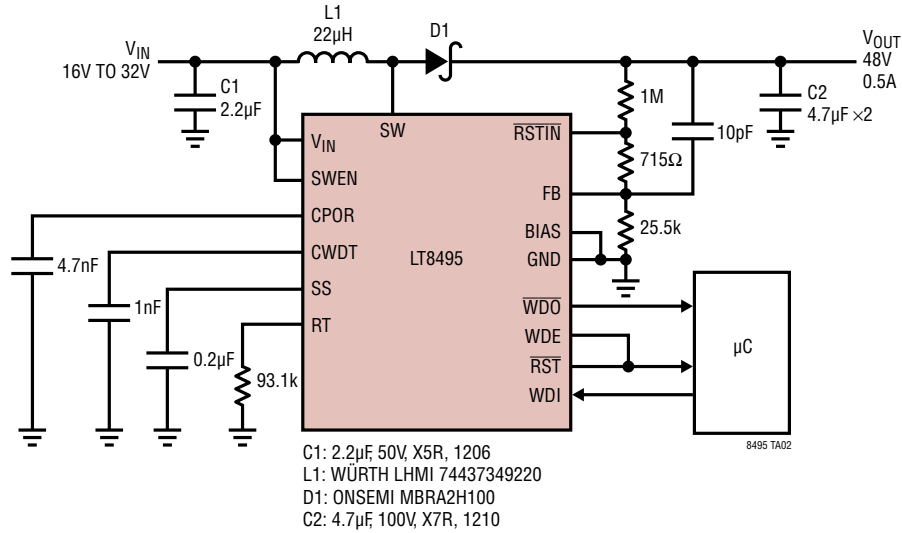 L1
22µH
D1
VIN
16V TO 32V
VOUT
48V
0.5A
C1
2.2µF
C2
4.7µF ×2
1M
10pF
715Ω
25.5k
SW
VIN
SWEN
CPOR
CWDT
SS
RT
LT8495
RSTIN
FB
BIAS
GND
WDO
WDE
RST
WDI
4.7nF
1nF
0.2µF
93.1k
µC
8495 TA02
C1: 2.2µF, 50V, X5R, 1206
L1: WÜRTH LHMI 74437349220
D1: ONSEMI MBRA2H100
C2: 4.7µF, 100V, X7R, 1210